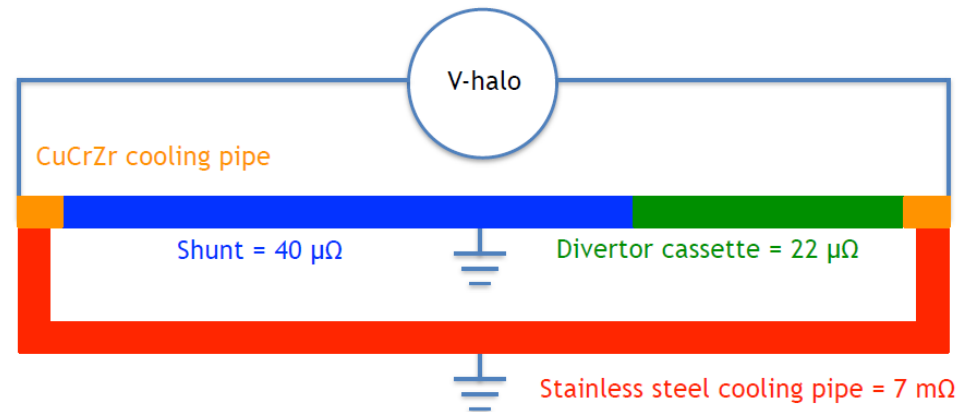 V-halo
CuCrZr cooling pipe
Shunt = 40 μΩ
Divertor cassette = 22 μΩ
Stainless steel cooling pipe = 7 mΩ